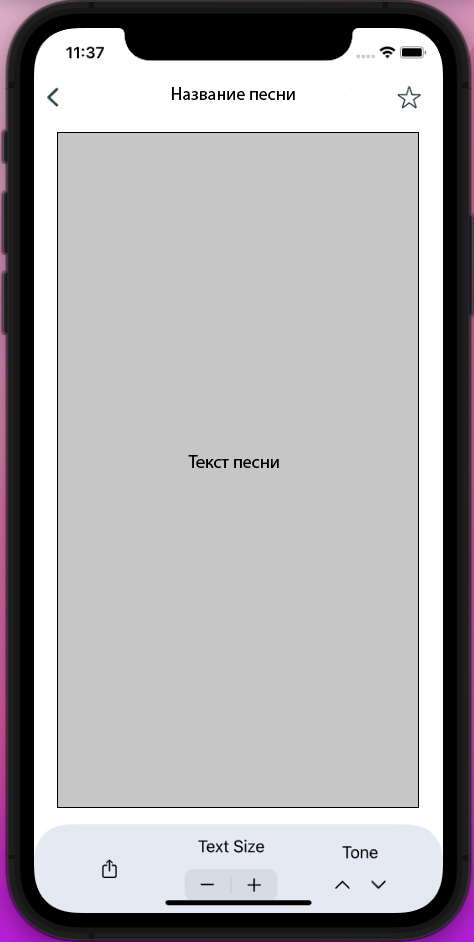 11:37
Название песни
Текст песни
Text Size
Tone